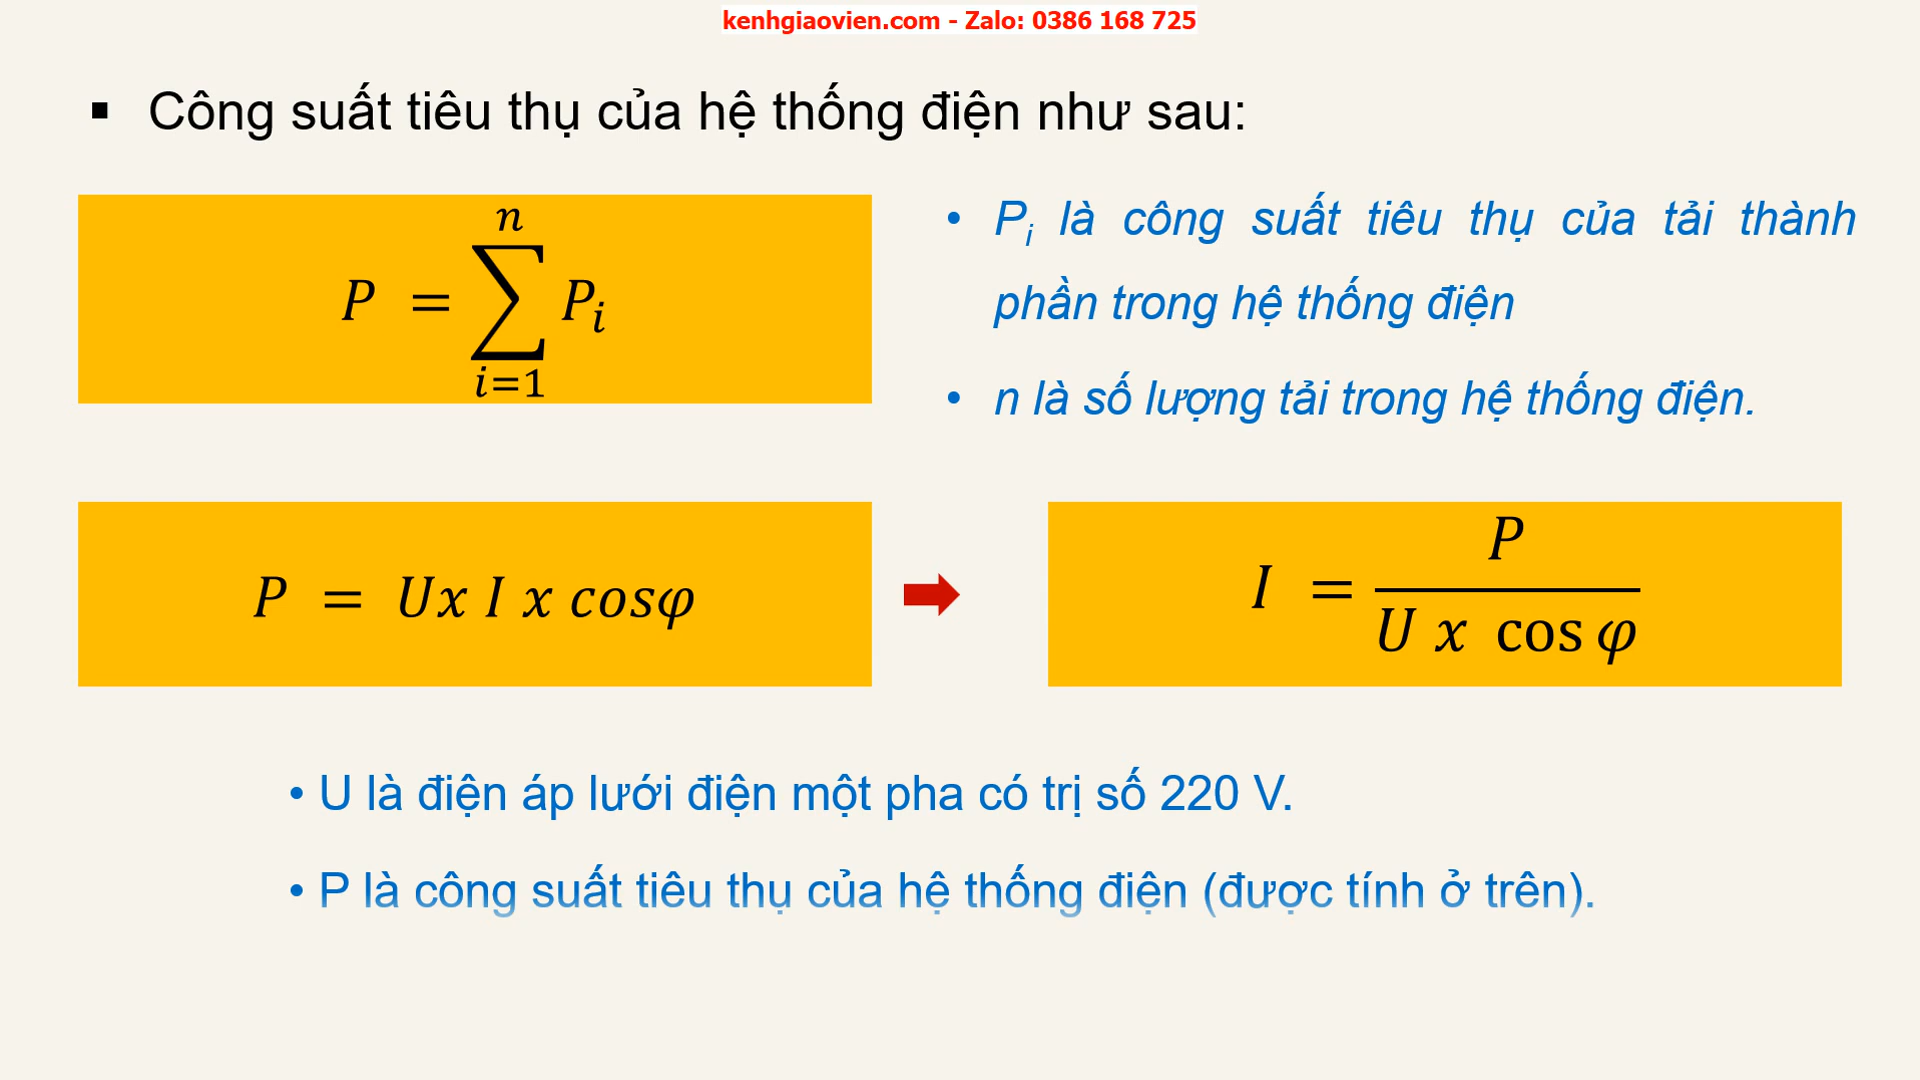 kenhgiaovien.com - Zalo: 0386 168 725
▪ Công suất tiêu thụ của hệ thống điện như sau:
P = ∑_{i=1}^{n} P_i
• Pᵢ là công suất tiêu thụ của tải thành
phần trong hệ thống điện
• n là số lượng tải trong hệ thống điện.
P = Ux I x cosφ
I = P / (U x cos φ)
• U là điện áp lưới điện một pha có trị số 220 V.
• P là công suất tiêu thụ của hệ thống điện (được tính ở trên).